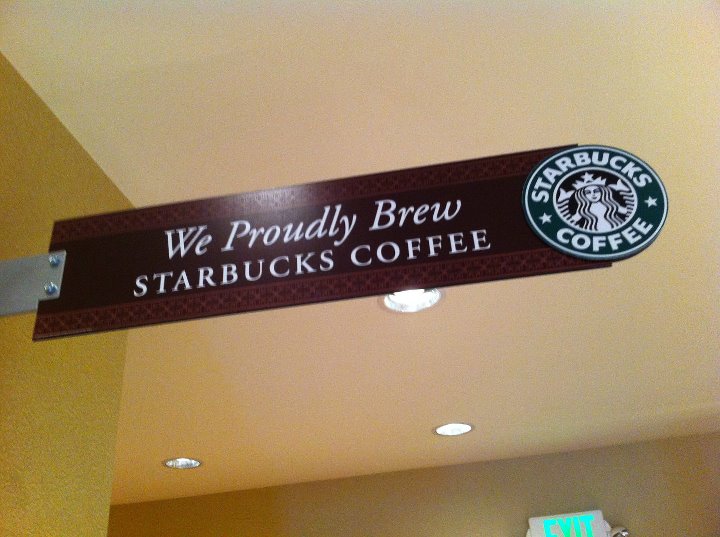 We Proudly Brew
STARBUCKS COFFEE
STARBUCKS
COFFEE
EXIT